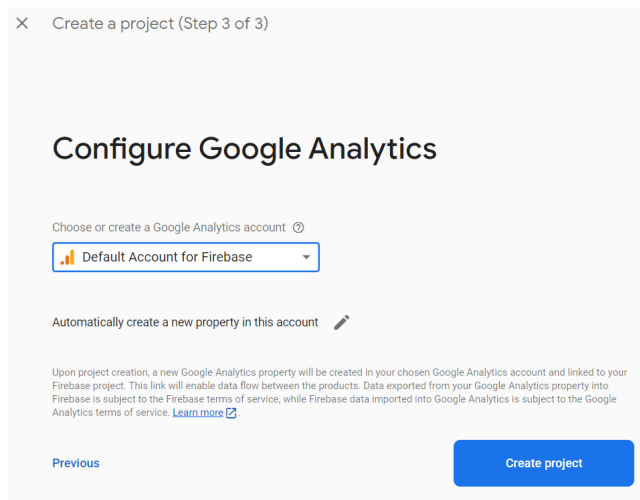 Create a project (Step 3 of 3)
Configure Google Analytics
Choose or create a Google Analytics account
Default Account for Firebase
Automatically create a new property in this account
Upon project creation, a new Google Analytics property will be created in your chosen Google Analytics account and linked to your
Firebase project. This link will enable data flow between the products. Data exported from your Google Analytics property into
Firebase is subject to the Firebase terms of service, while Firebase data imported into Google Analytics is subject to the Google
Analytics terms of service. Learn more.
Previous
Create project